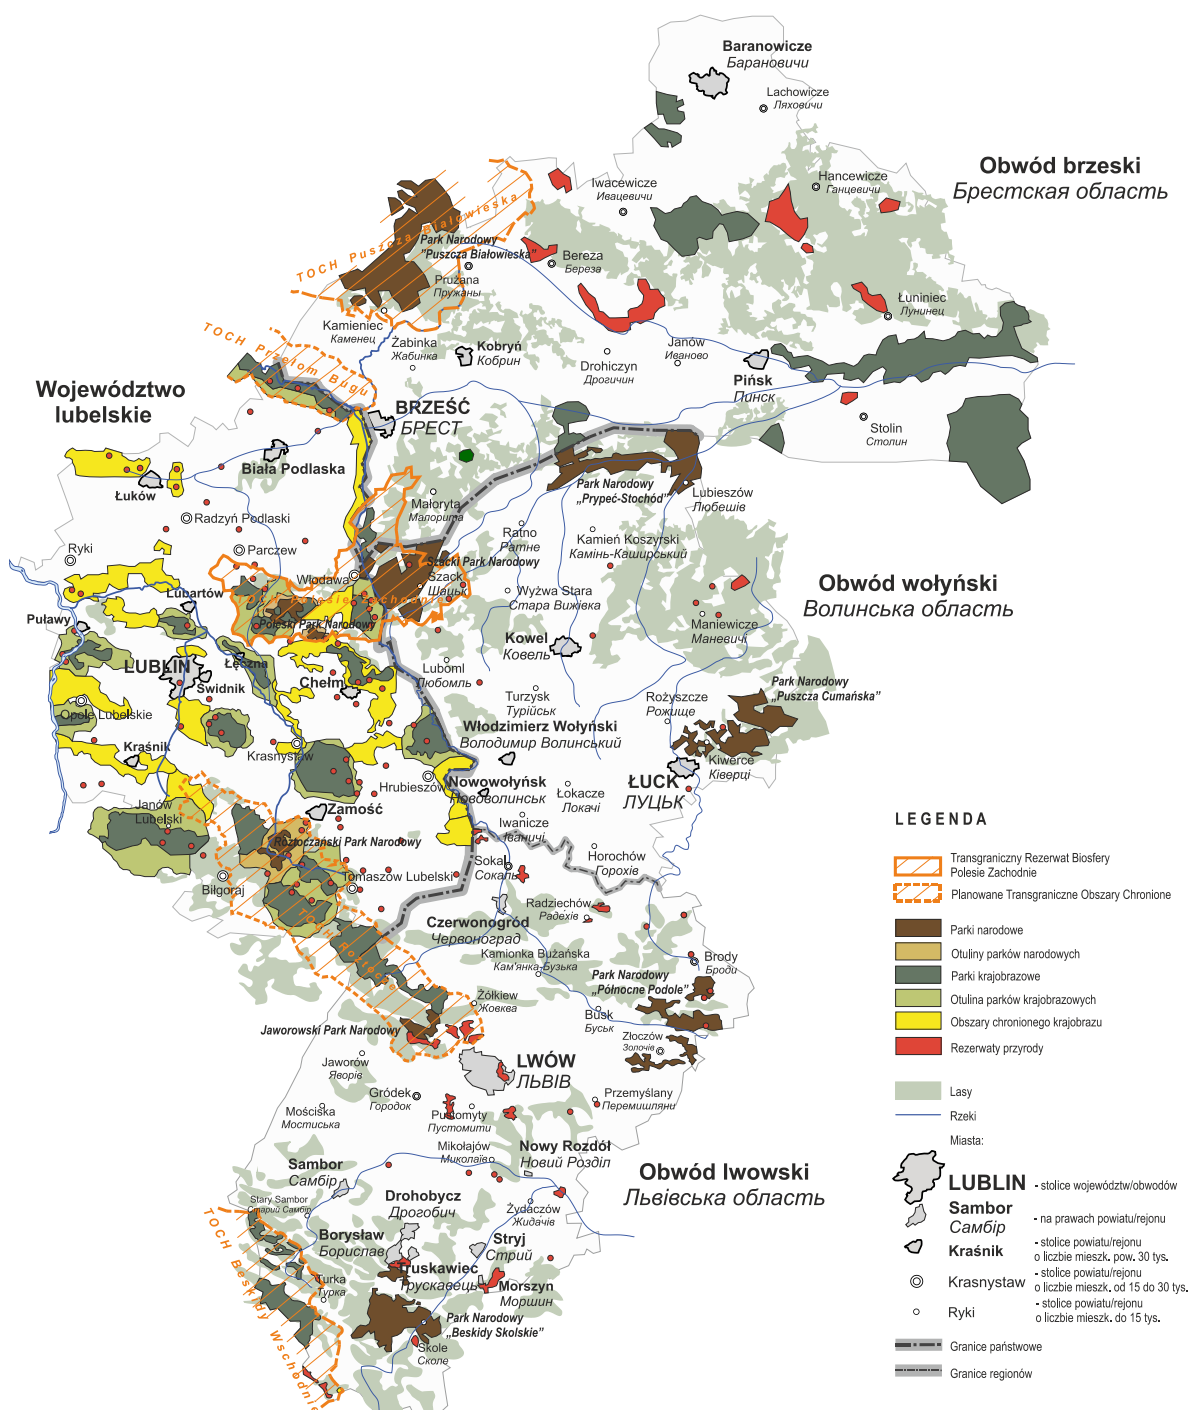 Baranowicze
Барановичи
Lachowicze
Ляховичи
Obwód brzeski
Брестская область
Hancewicze
Ганцевичи
Iwacewicze
Ивацевичи
TOCH Puszcza Białowieska
Park Narodowy
"Puszcza Białowieska"
Bereza
Береза
Prużana
Пружаны
Łuniniec
Лунинец
Kamieniec
Каменец
TOCH Przełom Bugu
Żabinka
Жабинка
Kobryń
Кобрин
Drohiczyn
Дрогичин
Janów
Иваново
Pińsk
Пинск
Województwo
lubelskie
BRZEŚĆ
БРЕСТ
Stolin
Столин
Biała Podlaska
Łuków
Park Narodowy
„Prypeć-Stochód"
Lubieszów
Любешів
Małoryta
Малорита
Radzyń Podlaski
Ratno
Ратне
Kamień Koszyrski
Камінь-Каширський
Ryki
Parczew
Szacki Park Narodowy
Włodawa
Szack
Шацьк
Obwód wołyński
Волинська область
Wyżwa Stara
Стара Вижівка
Lubartów
TOCH Polesie Zachodnie
Puławy
Poleski Park Narodowy
Maniewicze
Маневичі
Kowel
Ковель
LUBLIN
Łęczna
Świdnik
Chełm
Luboml
Любомль
Park Narodowy
„Puszcza Cumańska"
Turzysk
Турійськ
Rożyszcze
Рожище
Opole Lubelskie
Włodzimierz Wołyński
Володимир Волинський
Kraśnik
Krasnystaw
Kiwerce
Ківерці
Hrubieszów
Nowowołyńsk
Нововолинськ
Łokacze
Локачі
ŁUCK
ЛУЦЬК
Janów
Lubelski
Zamość
Iwanicze
Іваничі
LEGENDA
Roztoczański Park Narodowy
Sokal
Сокаль
Horochów
Горохів
Transgraniczny Rezerwat Biosfery
Polesie Zachodnie
Biłgoraj
Tomaszów Lubelski
Planowane Transgraniczne Obszary Chronione
Radziechów
Радехів
TOCH Roztocze
Czerwonogród
Червоноград
Parki narodowe
Otuliny parków narodowych
Kamionka Bużańska
Кам'янка-Бузька
Brody
Броди
Parki krajobrazowe
Park Narodowy
„Północne Podole"
Otulina parków krajobrazowych
Żółkiew
Жовква
Busk
Буськ
Obszary chronionego krajobrazu
Jaworowski Park Narodowy
Złoczów
Золочів
Rezerwaty przyrody
Jaworów
Яворів
LWÓW
ЛЬВІВ
Lasy
Gródek
Городок
Przemyślany
Перемишляни
Rzeki
Mościska
Мостиська
Pustomyty
Пустомити
Miasta:
Mikołajów
Миколаїв
Nowy Rozdół
Новий Розділ
Obwód lwowski
Львівська область
LUBLIN
- stolice województw/obwodów
Sambor
Самбір
Sambor
Самбір
- na prawach powiatu/rejonu
Stary Sambor
Старий Самбір
Drohobycz
Дрогобич
Żydaczów
Жидачів
Kraśnik
- stolice powiatu/rejonu
o liczbie mieszk. pow. 30 tys.
Borysław
Борислав
Stryj
Стрий
TOCH Beskidy Wschodnie
Krasnystaw
- stolice powiatu/rejonu
o liczbie mieszk. od 15 do 30 tys.
Turka
Турка
Truskawiec
Трускавець
Morszyn
Моршин
Ryki
- stolice powiatu/rejonu
o liczbie mieszk. do 15 tys.
Park Narodowy
„Beskidy Skolskie"
Skole
Сколе
Granice państwowe
Granice regionów